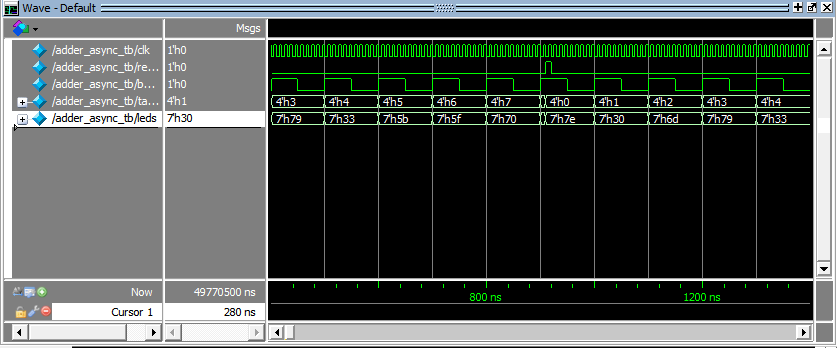 Wave - Default
Msgs
/adder_async_tb/clk 1'h0
/adder_async_tb/re... 1'h0
/adder_async_tb/b... 1'h0
/adder_async_tb/ta... 4'h1 4'h3 4'h4 4'h5 4'h6 4'h7 4'h0 4'h1 4'h2 4'h3 4'h4
/adder_async_tb/leds 7'h30 7'h79 7'h33 7'h5b 7'h5f 7'h70 7'h7e 7'h30 7'h6d 7'h79 7'h33
Now 49770500 ns 800 ns 1200 ns
Cursor 1 280 ns